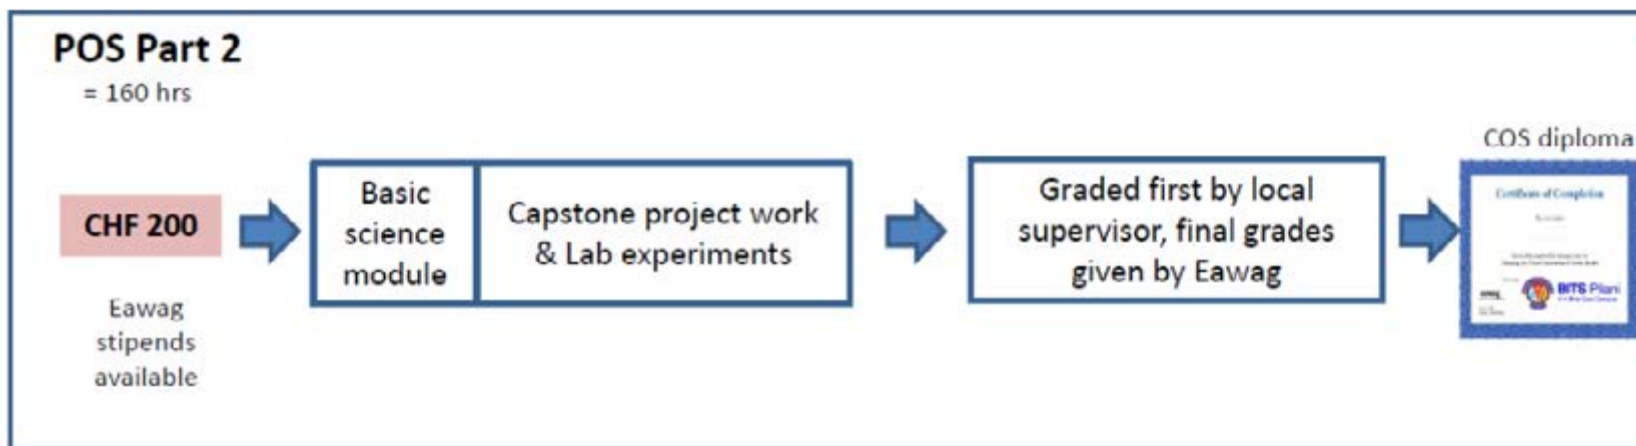 POS Part 2
= 160 hrs
CHF 200
Eawag
stipends
available
Basic
science
module
Capstone project work
& Lab experiments
Graded first by local
supervisor, final grades
given by Eawag
COS diploma
Certificate of Completion
BITS Pilani